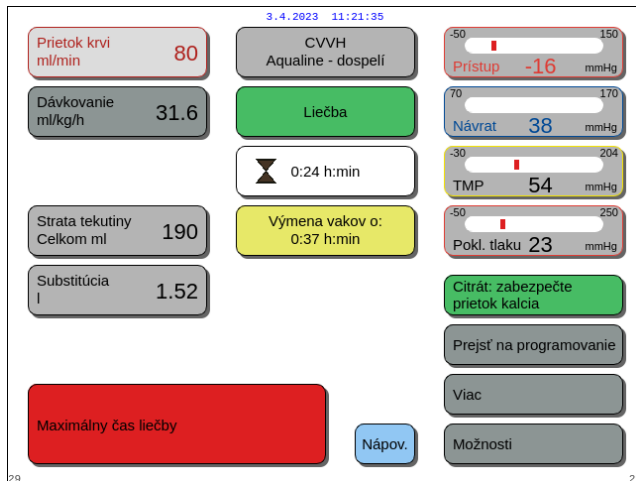 3.4.2023 11:21:35
Prietok krvi
ml/min
80
CVVH
Aqualine - dospelí
-50
150
Prístup
-16
mmHg
Dávkovanie
ml/kg/h
31.6
Liečba
70
170
Návrat
38
mmHg
0:24 h:min
-30
204
TMP
54
mmHg
Strata tekutiny
Celkom ml
190
Výmena vakov o:
0:37 h:min
-50
250
Pokl. tlaku
23
mmHg
Substitúcia
l
1.52
Citrát: zabezpečte
prietok kalcia
Prejsť na programovanie
Viac
Maximálny čas liečby
Nápov.
Možnosti
29
2